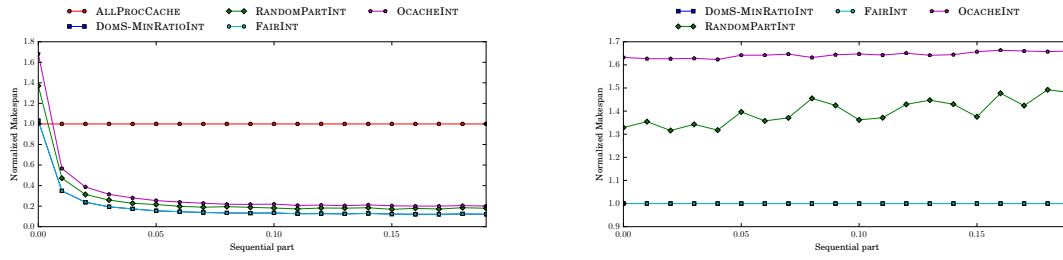 ALLPROCCACHE RANDOMPARTINT OCACHEINT
DOMS-MINRATIOINT FAIRINT
1.8
1.6
1.4
1.2
1.0
0.8
0.6
0.4
0.2
0.0
Normalized Makespan
0.00 0.05 0.10 0.15
Sequential part
DOMS-MINRATIOINT FAIRINT OCACHEINT
RANDOMPARTINT
1.7
1.6
1.5
1.4
1.3
1.2
1.1
1.0
0.9
Normalized Makespan
0.00 0.05 0.10 0.15
Sequential part